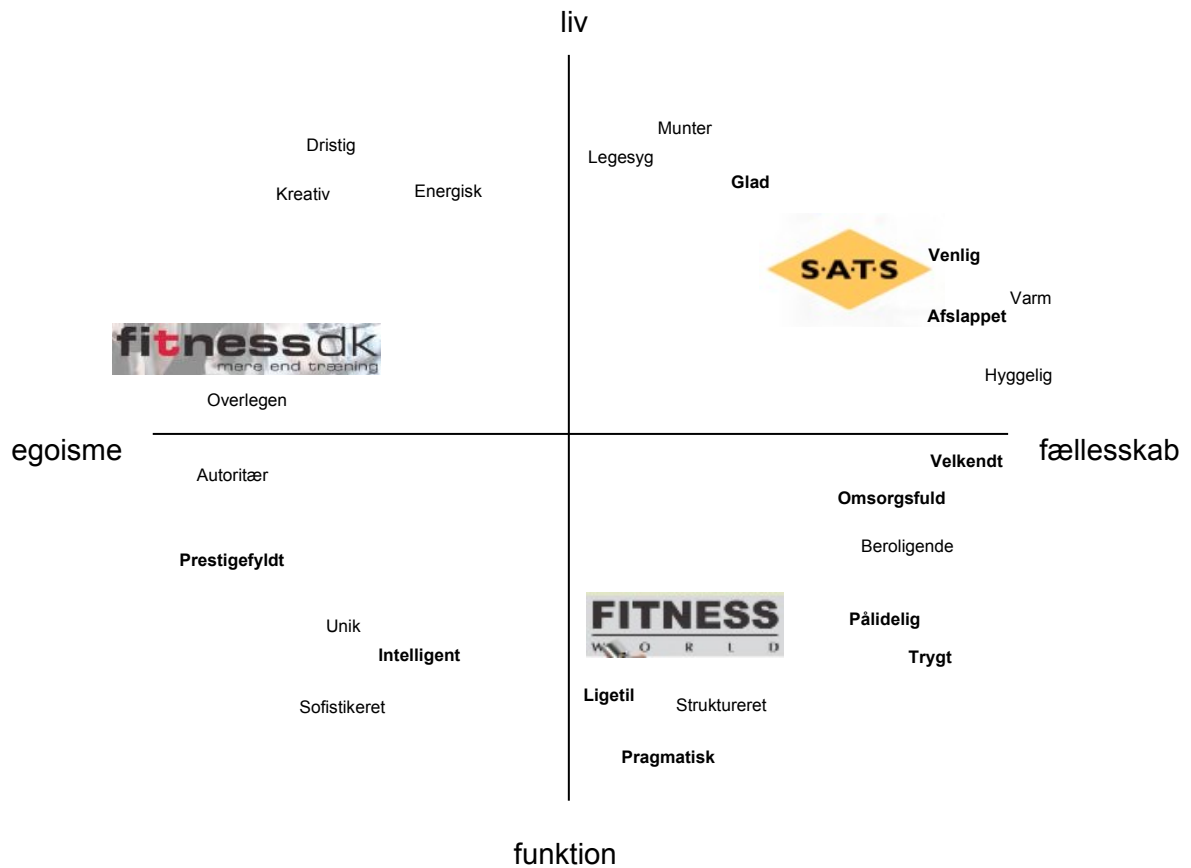 liv
Munter
Dristig
Legesyg
Glad
Kreativ
Energisk
S·A·T·S
Venlig
Varm
Afslappet
fitnessdk
mere end træning
Hyggelig
Overlegen
egoisme
fællesskab
Velkendt
Autoritær
Omsorgsfuld
Beroligende
Prestigefyldt
FITNESS
WORLD
Pålidelig
Unik
Intelligent
Trygt
Ligetil
Struktureret
Sofistikeret
Pragmatisk
funktion